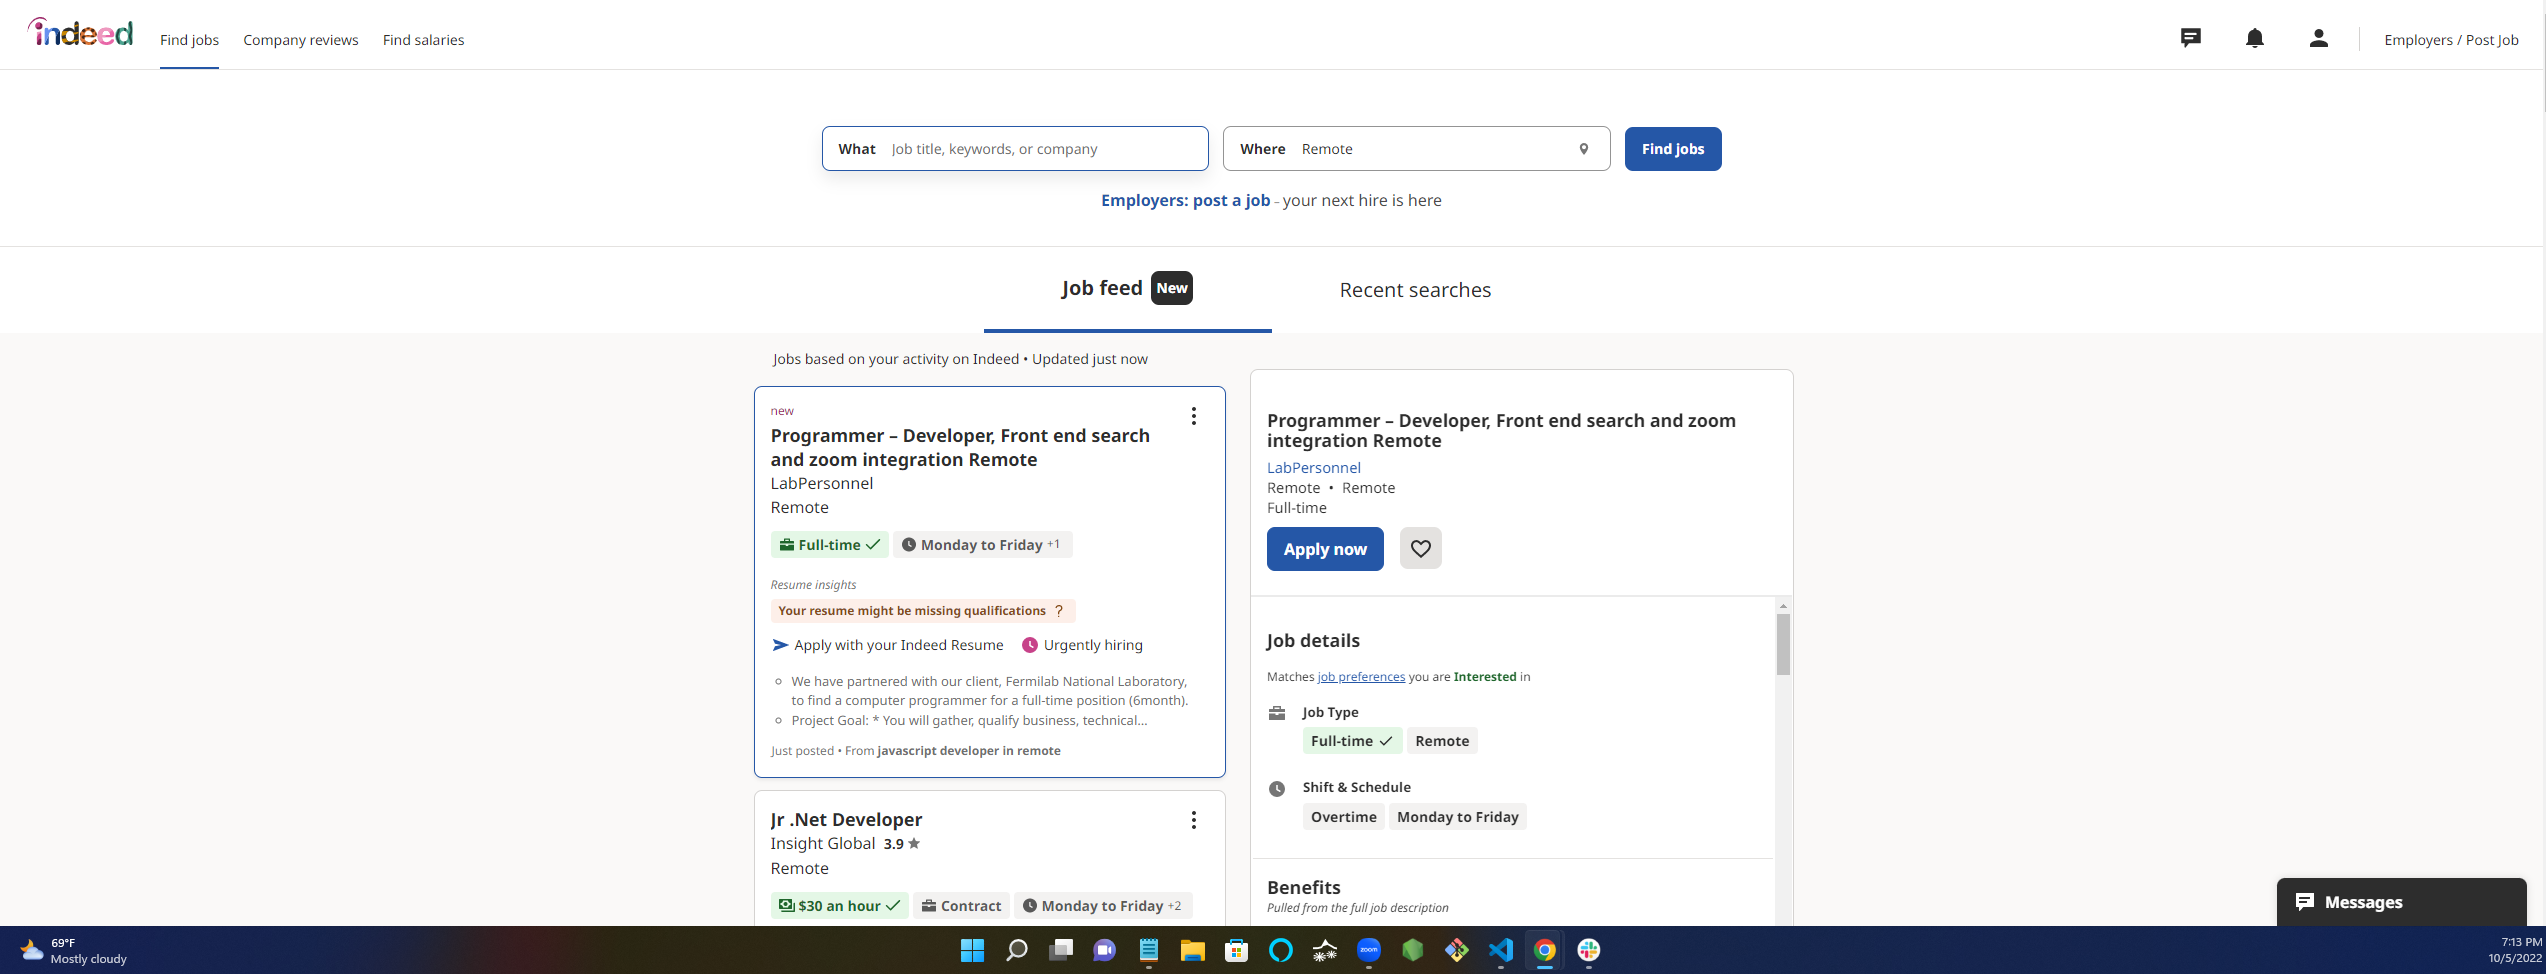 indeed
Find jobs
Company reviews
Find salaries
Employers / Post Job
What Job title, keywords, or company
Where Remote
Find jobs
Employers: post a job - your next hire is here
Job feed New
Recent searches
Jobs based on your activity on Indeed • Updated just now
new
Programmer – Developer, Front end search
and zoom integration Remote
LabPersonnel
Remote
Full-time
Monday to Friday +1
Resume insights
Your resume might be missing qualifications ?
Apply with your Indeed Resume
Urgently hiring
We have partnered with our client, Fermilab National Laboratory,
to find a computer programmer for a full-time position (6month).
Project Goal: * You will gather, qualify business, technical...
Just posted • From javascript developer in remote
Jr .Net Developer
Insight Global 3.9
Remote
$30 an hour
Contract
Monday to Friday +2
Programmer – Developer, Front end search and zoom
integration Remote
LabPersonnel
Remote • Remote
Full-time
Apply now
Job details
Matches job preferences you are Interested in
Job Type
Full-time
Remote
Shift & Schedule
Overtime
Monday to Friday
Benefits
Pulled from the full job description
Messages
69°F
Mostly cloudy
zoom
7:13 PM
10/5/2022